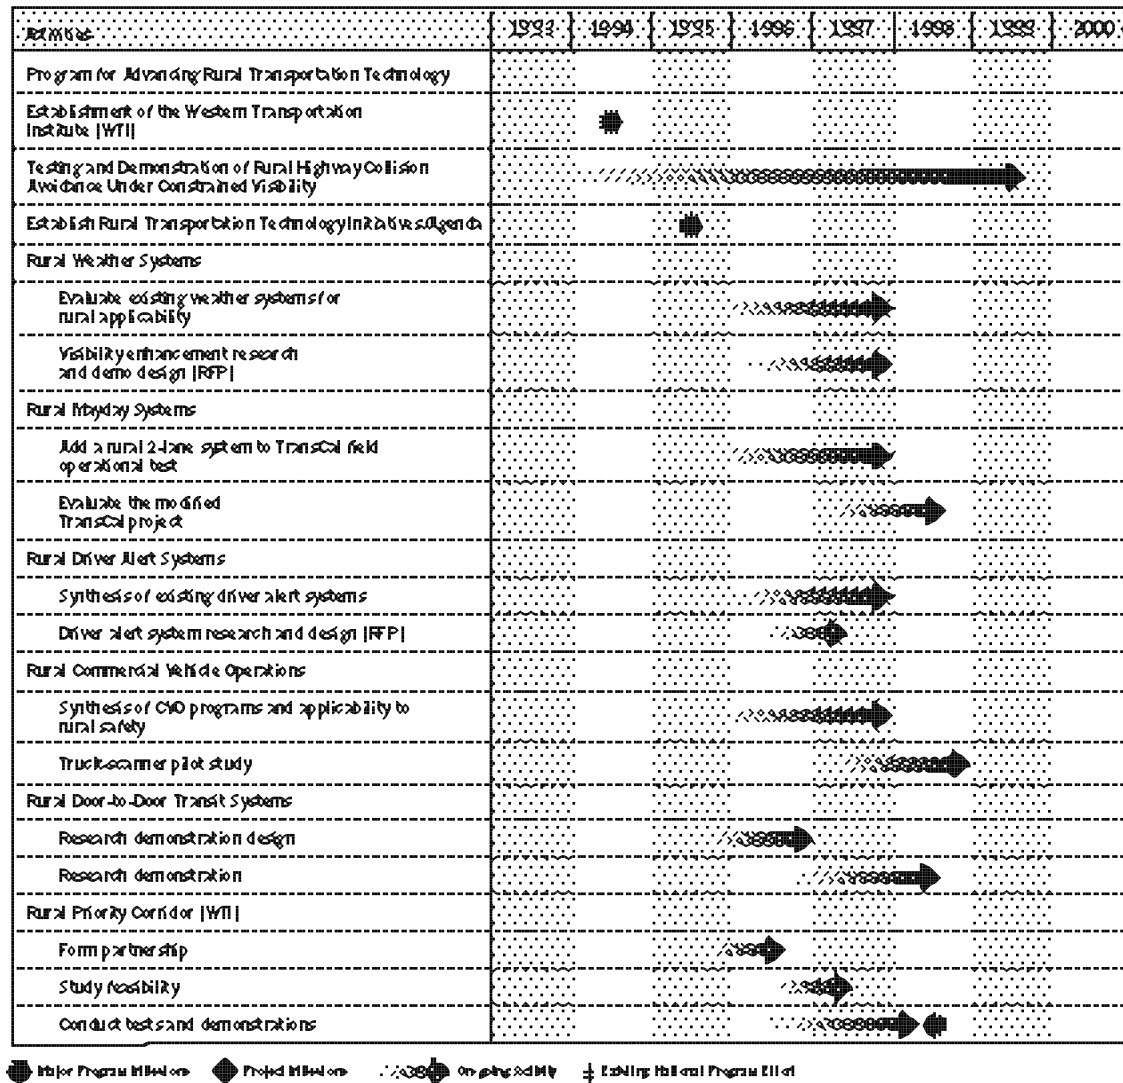 Activities 1993 1994 1995 1996 1997 1998 1999 2000
Program for Advancing Rural Transportation Technology
Establishment of the Western Transportation
Institute (WTI)
Testing and Demonstration of Rural Highway Collision
Avoidance Under Constrained Visibility
Establish Rural Transportation Technology Initiatives/Agenda
Rural Weather Systems
Evaluate existing weather systems for
rural applicability
Visibility enhancement research
and demo design (RFP)
Rural Mayday Systems
Add a rural 2-lane system to TransCal field
operational test
Evaluate the modified
TransCal project
Rural Driver Alert Systems
Synthesis of existing driver alert systems
Driver alert system research and design (RFP)
Rural Commercial Vehicle Operations
Synthesis of CVO programs and applicability to
rural safety
Truck-scanner pilot study
Rural Door-to-Door Transit Systems
Research demonstration design
Research demonstration
Rural Priority Corridor (WTI)
Form partnership
Study feasibility
Conduct tests and demonstrations
Major Program Milestone Project Milestone Ongoing Activity Existing National Program Effort